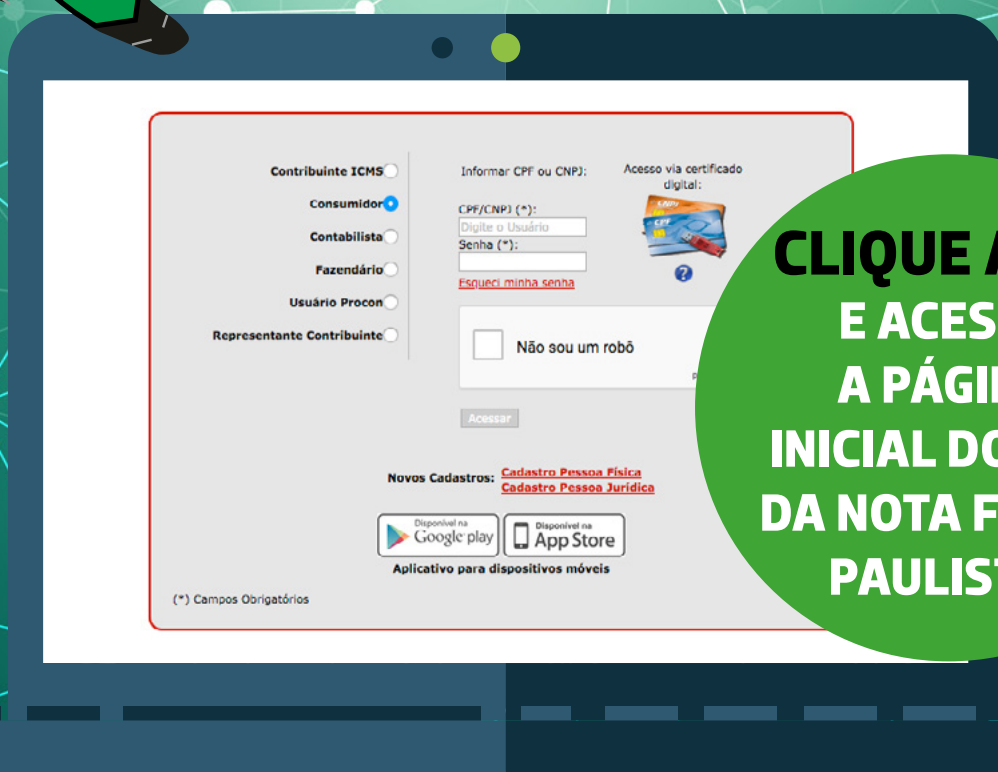 Contribuinte ICMS
Consumidor
Contabilista
Fazendário
Usuário Procon
Representante Contribuinte
Informar CPF ou CNPJ:
CPF/CNPJ (*):
Digite o Usuário
Senha (*):
Esqueci minha senha
Acesso via certificado
digital:
CNPJ
CPF
?
Não sou um robô
Acessar
Novos Cadastros: Cadastro Pessoa Física
Cadastro Pessoa Jurídica
Disponível na
Google play
Disponível na
App Store
Aplicativo para dispositivos móveis
(*) Campos Obrigatórios
CLIQUE A
E ACES
A PÁGI
INICIAL DO
DA NOTA F
PAULIS